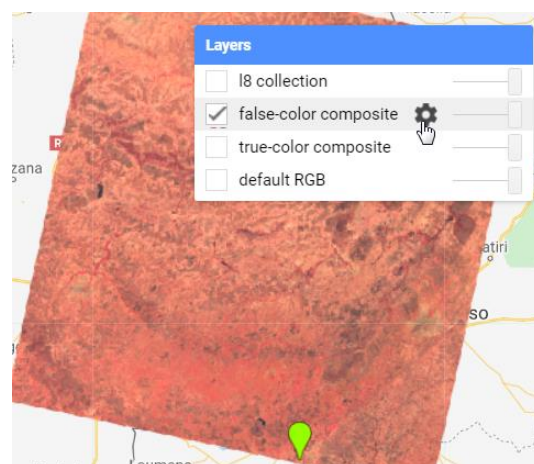 Layers
l8 collection
false-color composite
R
true-color composite
zana
default RGB
atiri
so